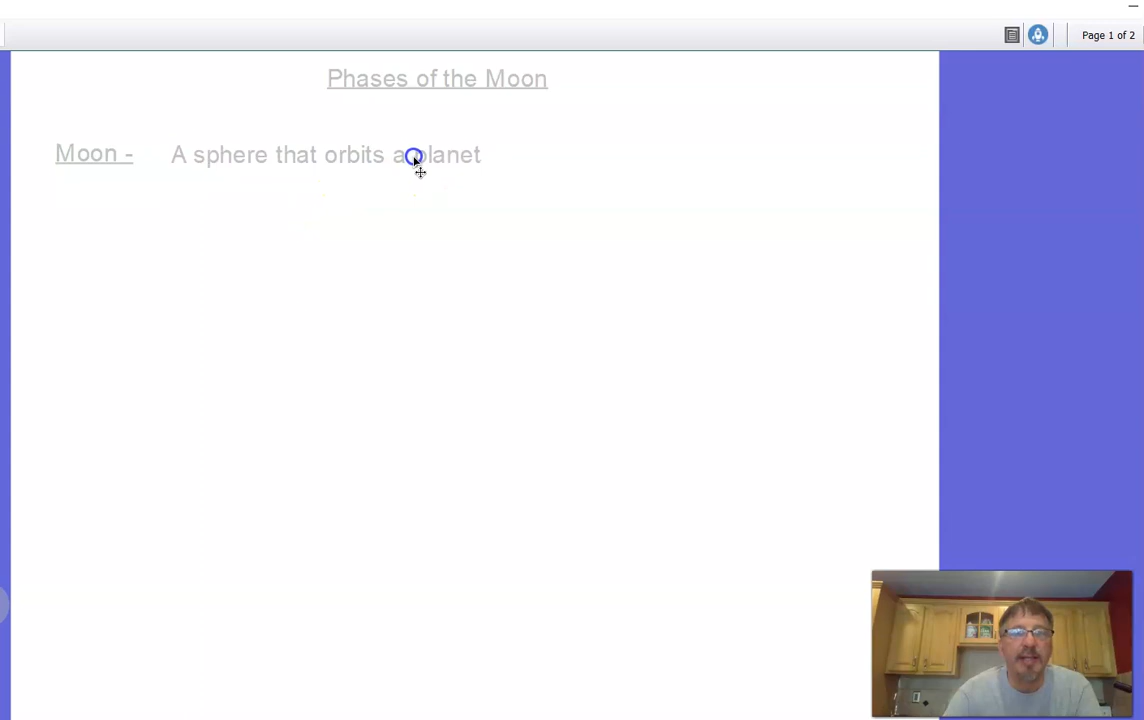 Page 1 of 2
Phases of the Moon
Moon - A sphere that orbits a planet